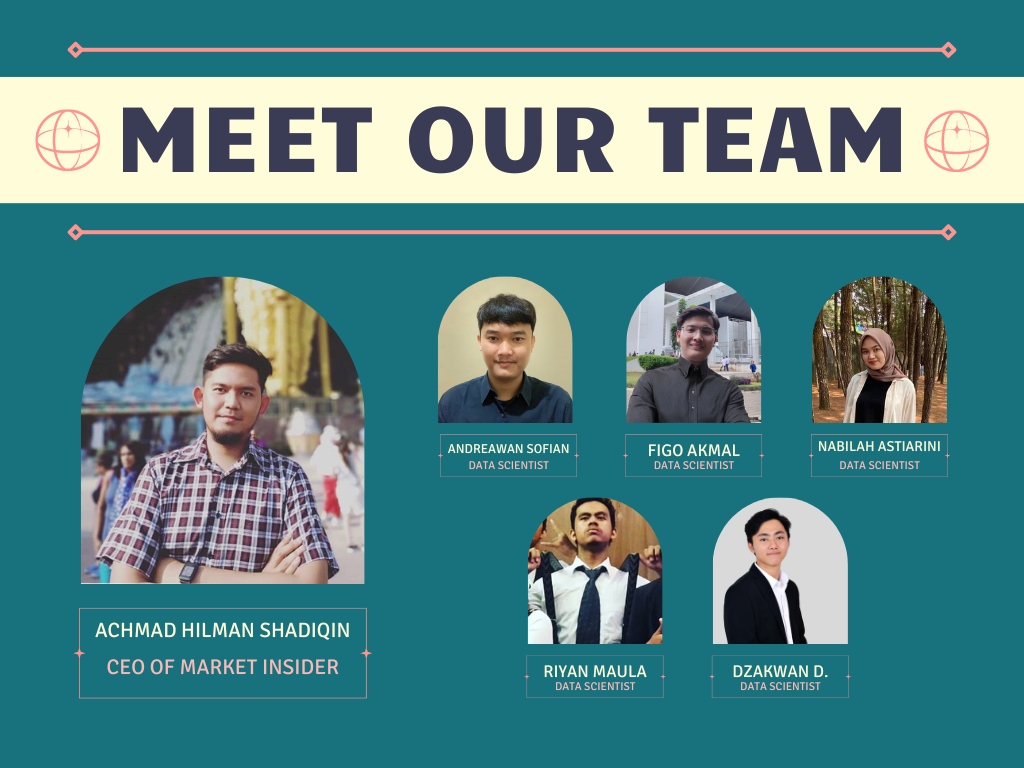 MEET OUR TEAM
ACHMAD HILMAN SHADIQIN
CEO OF MARKET INSIDER
ANDREAWAN SOFIAN
DATA SCIENTIST
FIGO AKMAL
DATA SCIENTIST
NABILAH ASTIARINI
DATA SCIENTIST
RIYAN MAULA
DATA SCIENTIST
DZAKWAN D.
DATA SCIENTIST